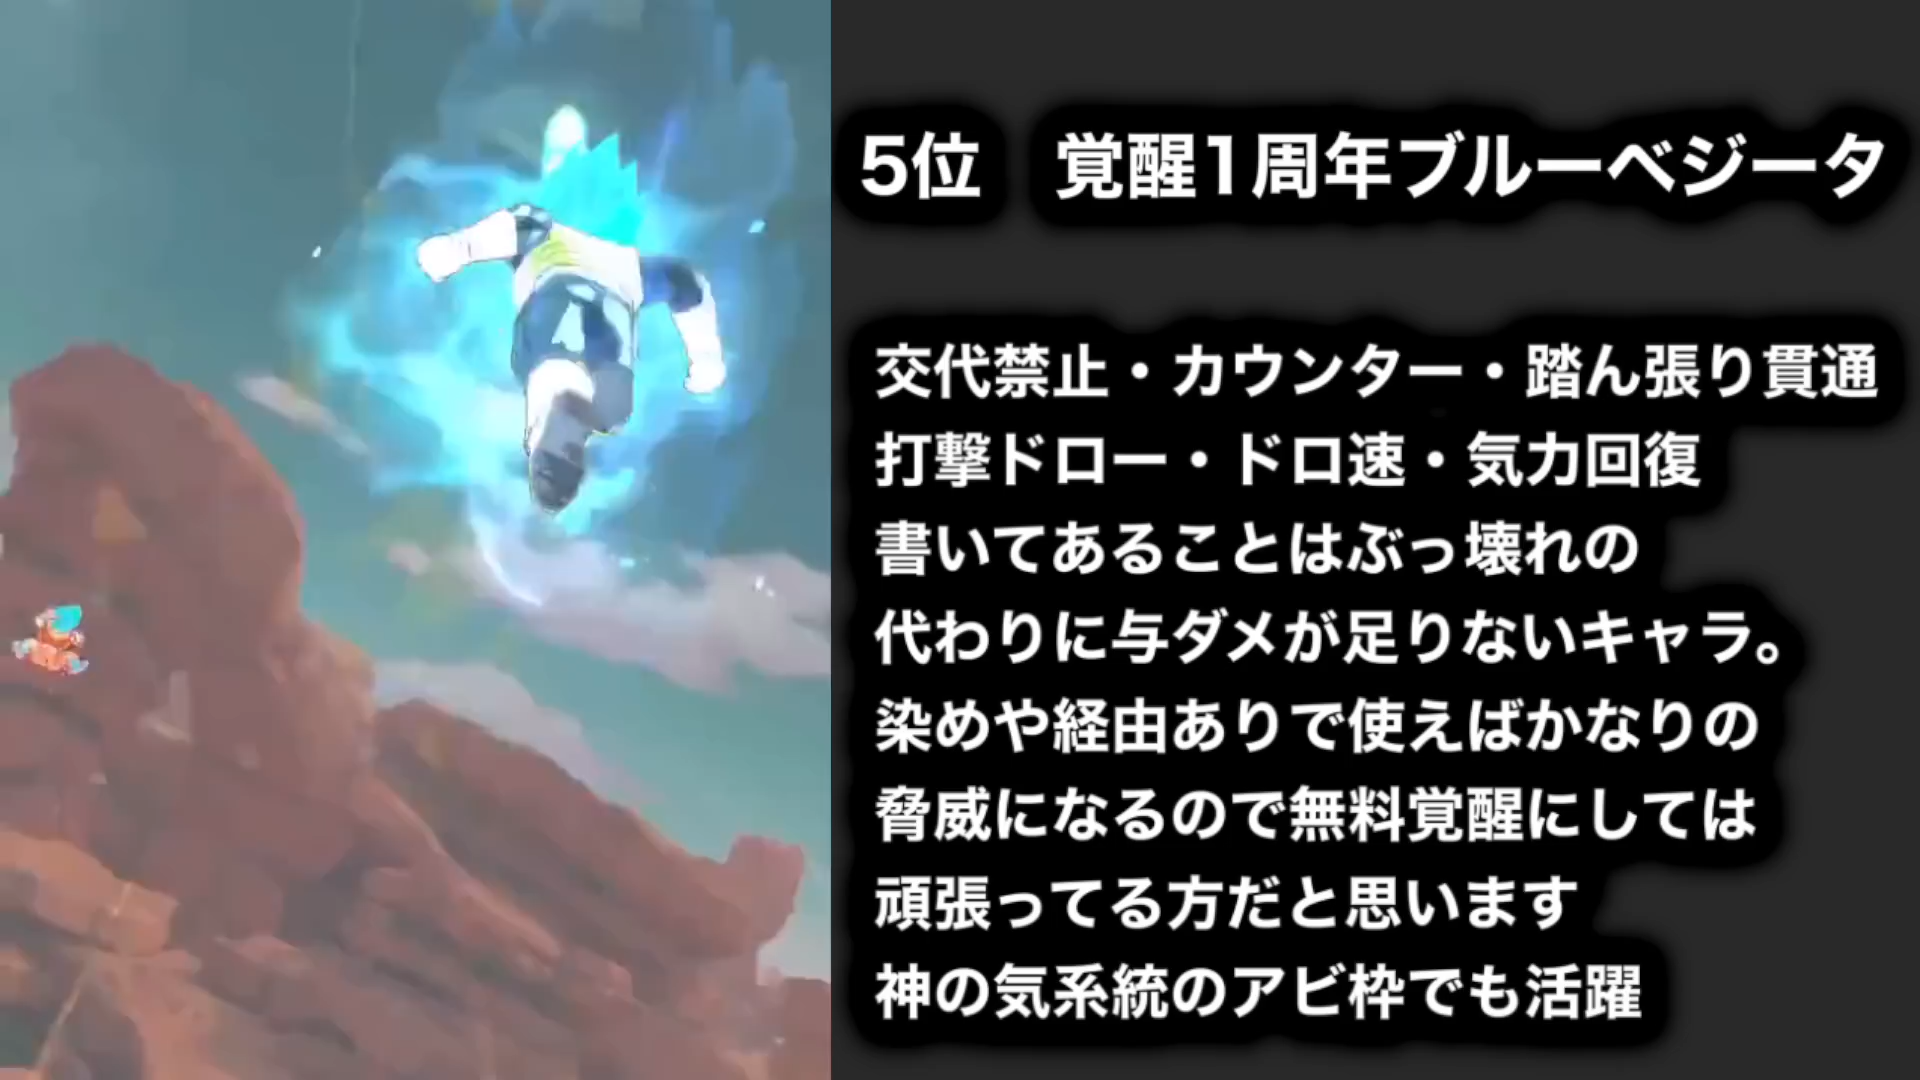 5位　覚醒1周年ブルーベジータ
交代禁止・カウンター・踏ん張り貫通
打撃ドロー・ドロ速・気力回復
書いてあることはぶっ壊れの
代わりに与ダメが足りないキャラ。
染めや経由ありで使えばかなりの
脅威になるので無料覚醒にしては
頑張ってる方だと思います
神の気系統のアビ枠でも活躍